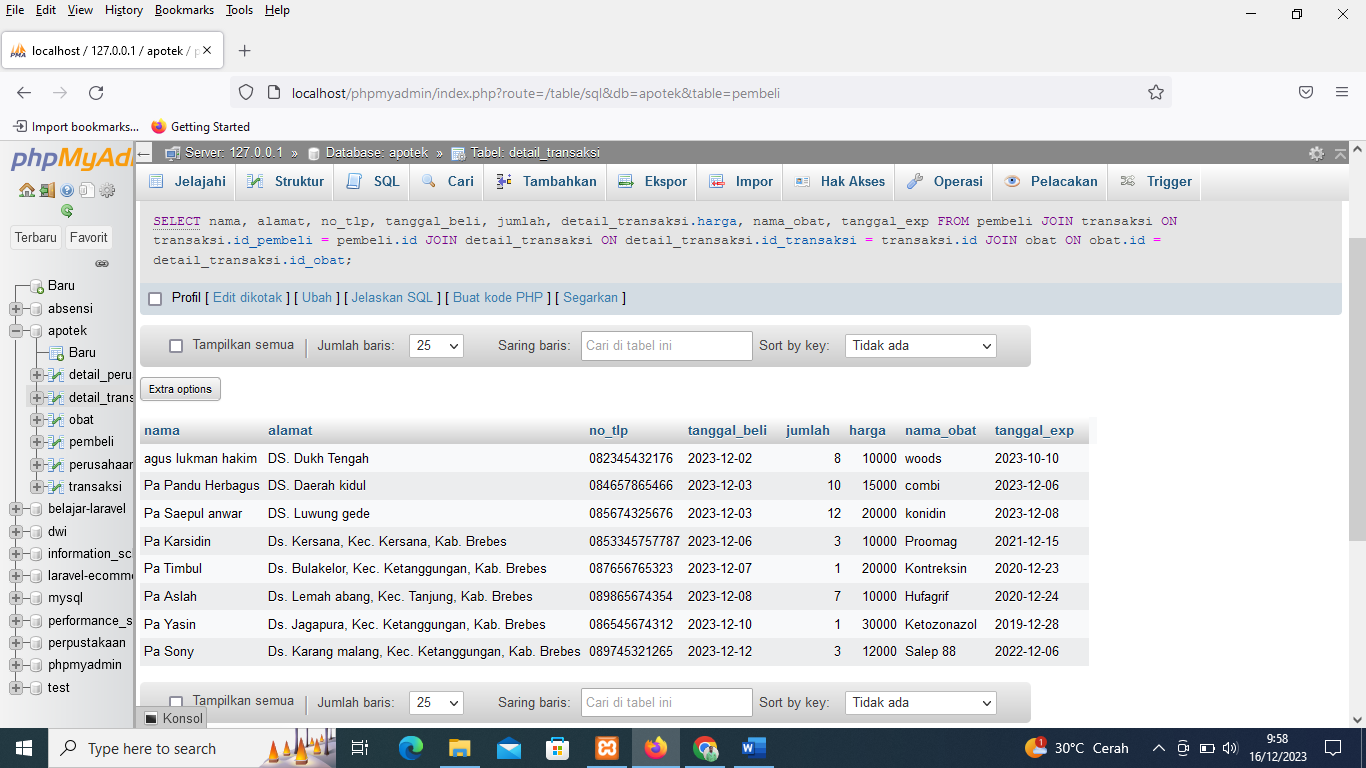 File Edit View History Bookmarks Tools Help
localhost / 127.0.0.1 / apotek / p
localhost/phpmyadmin/index.php?route=/table/sql&db=apotek&table=pembeli
Import bookmarks... Getting Started
phpMyAd
Server: 127.0.0.1 » Database: apotek » Tabel: detail_transaksi
Jelajahi Struktur SQL Cari Tambahkan Ekspor Impor Hak Akses Operasi Pelacakan Trigger
Terbaru Favorit
Baru
absensi
apotek
Baru
detail_peru
detail_trans
obat
pembeli
perusahaan
transaksi
belajar-laravel
dwi
information_sc
laravel-ecomme
mysql
performance_s
perpustakaan
phpmyadmin
test
SELECT nama, alamat, no_tlp, tanggal_beli, jumlah, detail_transaksi.harga, nama_obat, tanggal_exp FROM pembeli JOIN transaksi ON
transaksi.id_pembeli = pembeli.id JOIN detail_transaksi ON detail_transaksi.id_transaksi = transaksi.id JOIN obat ON obat.id =
detail_transaksi.id_obat;
Profil [ Edit dikotak ] [ Ubah ] [ Jelaskan SQL ] [ Buat kode PHP ] [ Segarkan ]
Tampilkan semua | Jumlah baris: 25 Saring baris: Cari di tabel ini Sort by key: Tidak ada
Extra options
nama alamat no_tlp tanggal_beli jumlah harga nama_obat tanggal_exp
agus lukman hakim DS. Dukh Tengah 082345432176 2023-12-02 8 10000 woods 2023-10-10
Pa Pandu Herbagus DS. Daerah kidul 084657865466 2023-12-03 10 15000 combi 2023-12-06
Pa Saepul anwar DS. Luwung gede 085674325676 2023-12-03 12 20000 konidin 2023-12-08
Pa Karsidin Ds. Kersana, Kec. Kersana, Kab. Brebes 0853345757787 2023-12-06 3 10000 Proomag 2021-12-15
Pa Timbul Ds. Bulakelor, Kec. Ketanggungan, Kab. Brebes 087656765323 2023-12-07 1 20000 Kontreksin 2020-12-23
Pa Aslah Ds. Lemah abang, Kec. Tanjung, Kab. Brebes 089865674354 2023-12-08 7 10000 Hufagrif 2020-12-24
Pa Yasin Ds. Jagapura, Kec. Ketanggungan, Kab. Brebes 086545674312 2023-12-10 1 30000 Ketozonazol 2019-12-28
Pa Sony Ds. Karang malang, Kec. Ketanggungan, Kab. Brebes 089745321265 2023-12-12 3 12000 Salep 88 2022-12-06
Tampilkan semua | Jumlah baris: 25 Saring baris: Cari di tabel ini Sort by key: Tidak ada
Konsol
Type here to search
30°C Cerah
9:58
16/12/2023